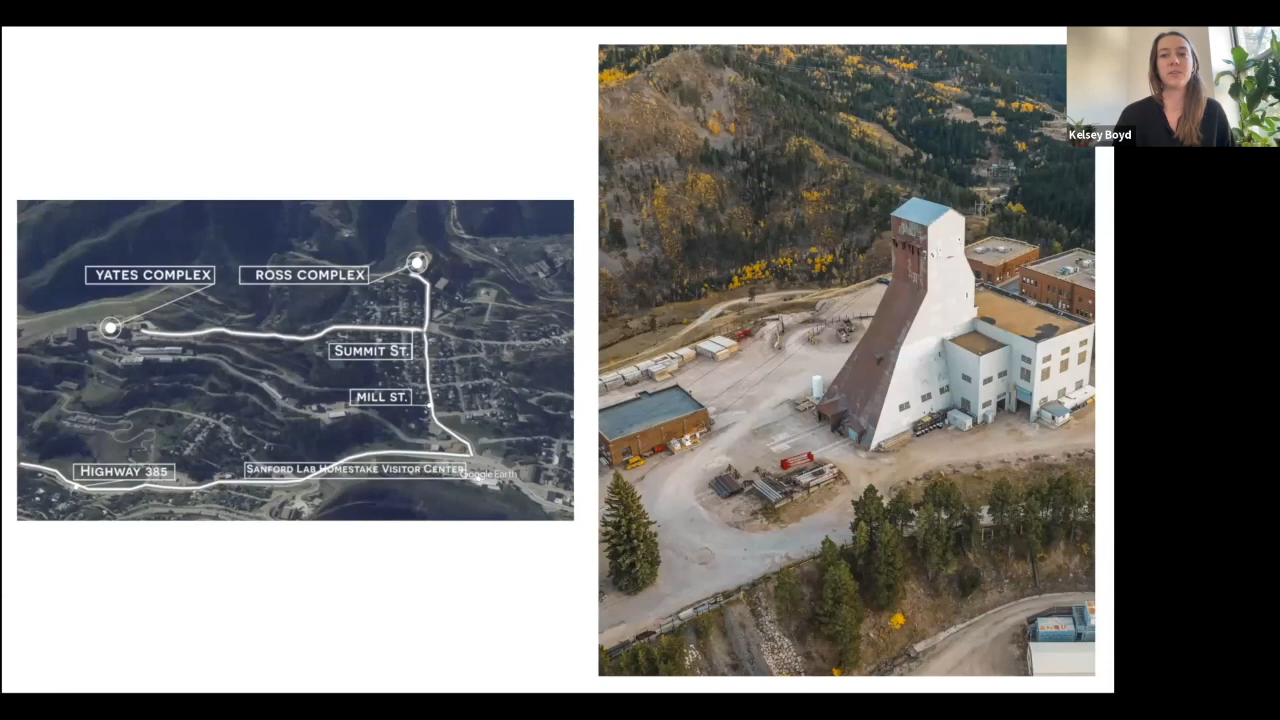 Kelsey Boyd
YATES COMPLEX
ROSS COMPLEX
SUMMIT ST.
MILL ST.
HIGHWAY 385
SANFORD LAB HOMESTAKE VISITOR CENTER
Google Earth